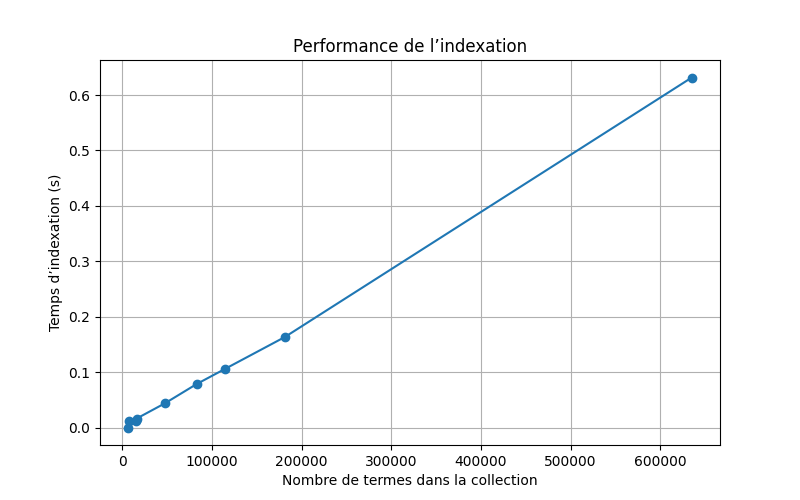 Performance de l’indexation
Temps d’indexation (s)
0.6
0.5
0.4
0.3
0.2
0.1
0.0
0 100000 200000 300000 400000 500000 600000
Nombre de termes dans la collection